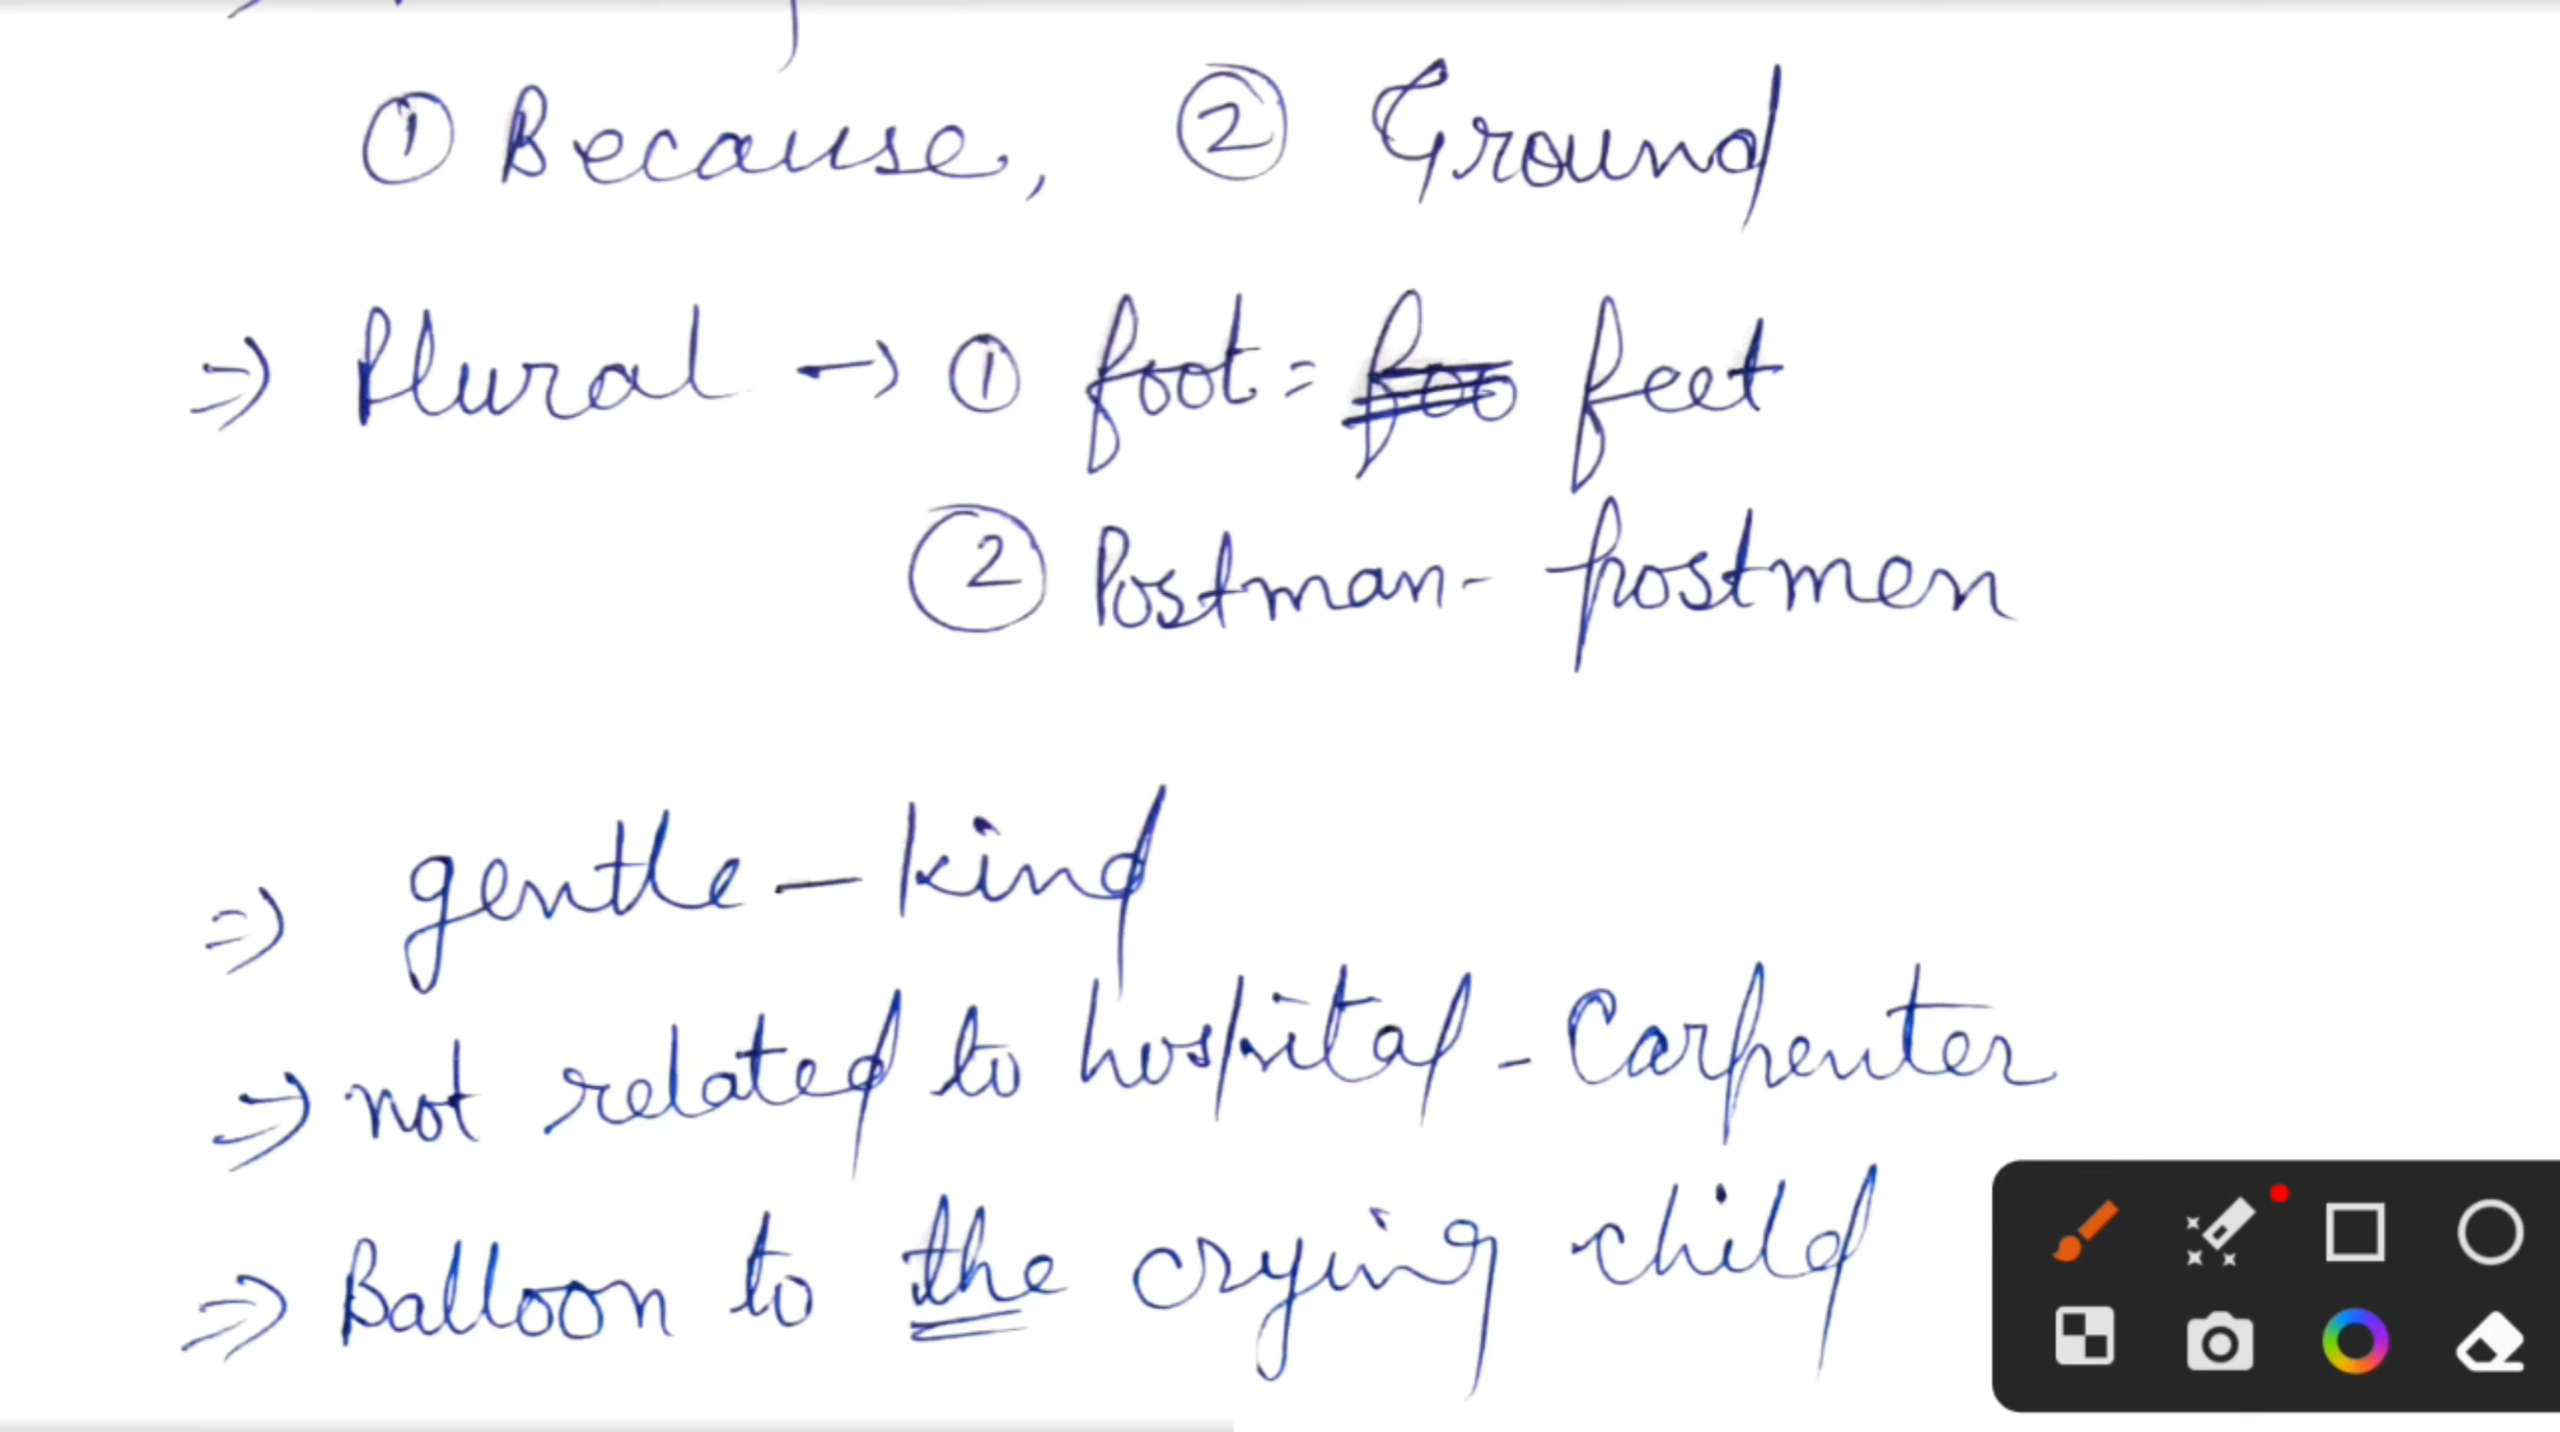 ① Because, ② Ground
⇒ Plural → ① foot = feet
② Postman - postmen
⇒ gentle - kind
⇒ not related to hospital - Carpenter
⇒ Balloon to the crying child